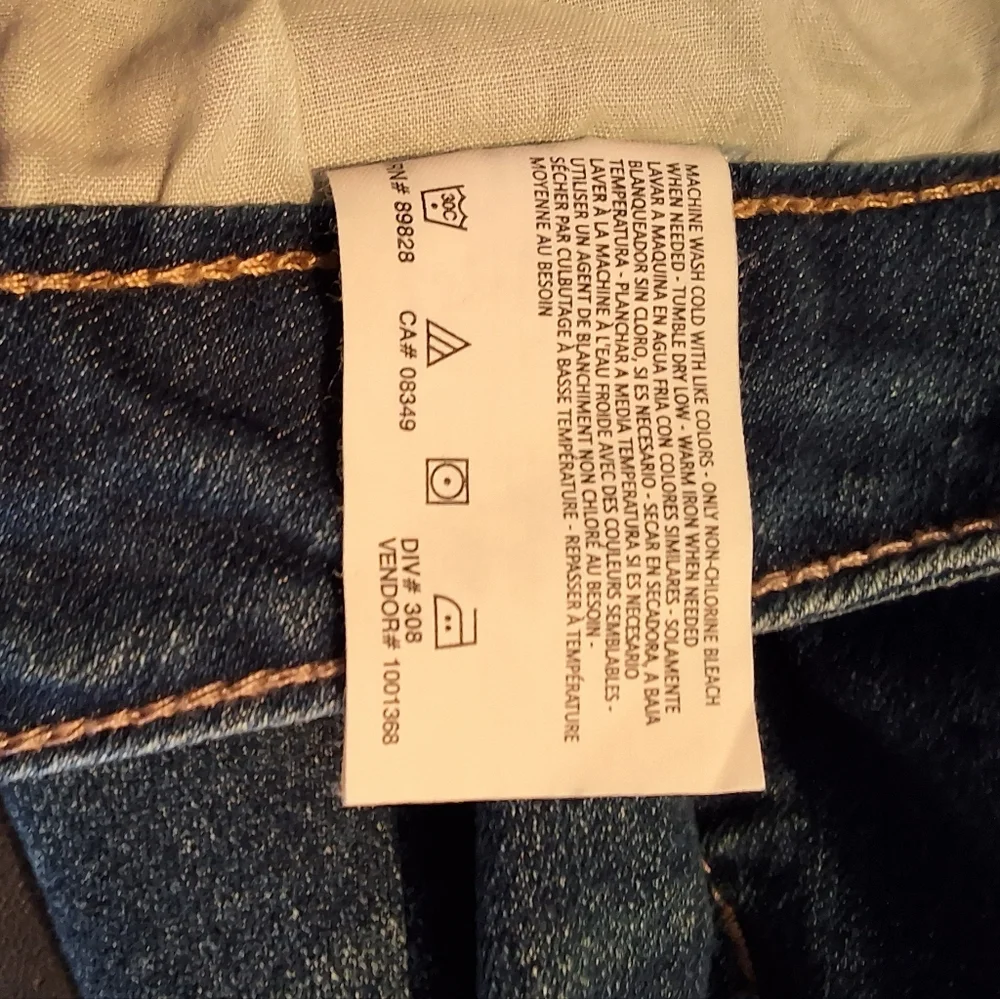 MACHINE WASH COLD WITH LIKE COLORS - ONLY NON-CHLORINE BLEACH
WHEN NEEDED - TUMBLE DRY LOW - WARM IRON WHEN NEEDED
LAVAR A MAQUINA EN AGUA FRIA CON COLORES SIMILARES - SOLAMENTE
BLANQUEADOR SIN CLORO, SI ES NECESARIO - SECAR EN SECADORA, A BAJA
TEMPERATURA - PLANCHAR A MEDIA TEMPERATURA SI ES NECESARIO
LAVER À LA MACHINE À L'EAU FROIDE AVEC DES COULEURS SEMBLABLES -
UTILISER UN AGENT DE BLANCHIMENT NON CHLORÉ AU BESOIN -
SÉCHER PAR CULBUTAGE À BASSE TEMPÉRATURE - REPASSER À TEMPÉRATURE
MOYENNE AU BESOIN
30C
RN# 89828 CA# 08349 DIV# 308
VENDOR# 1001368